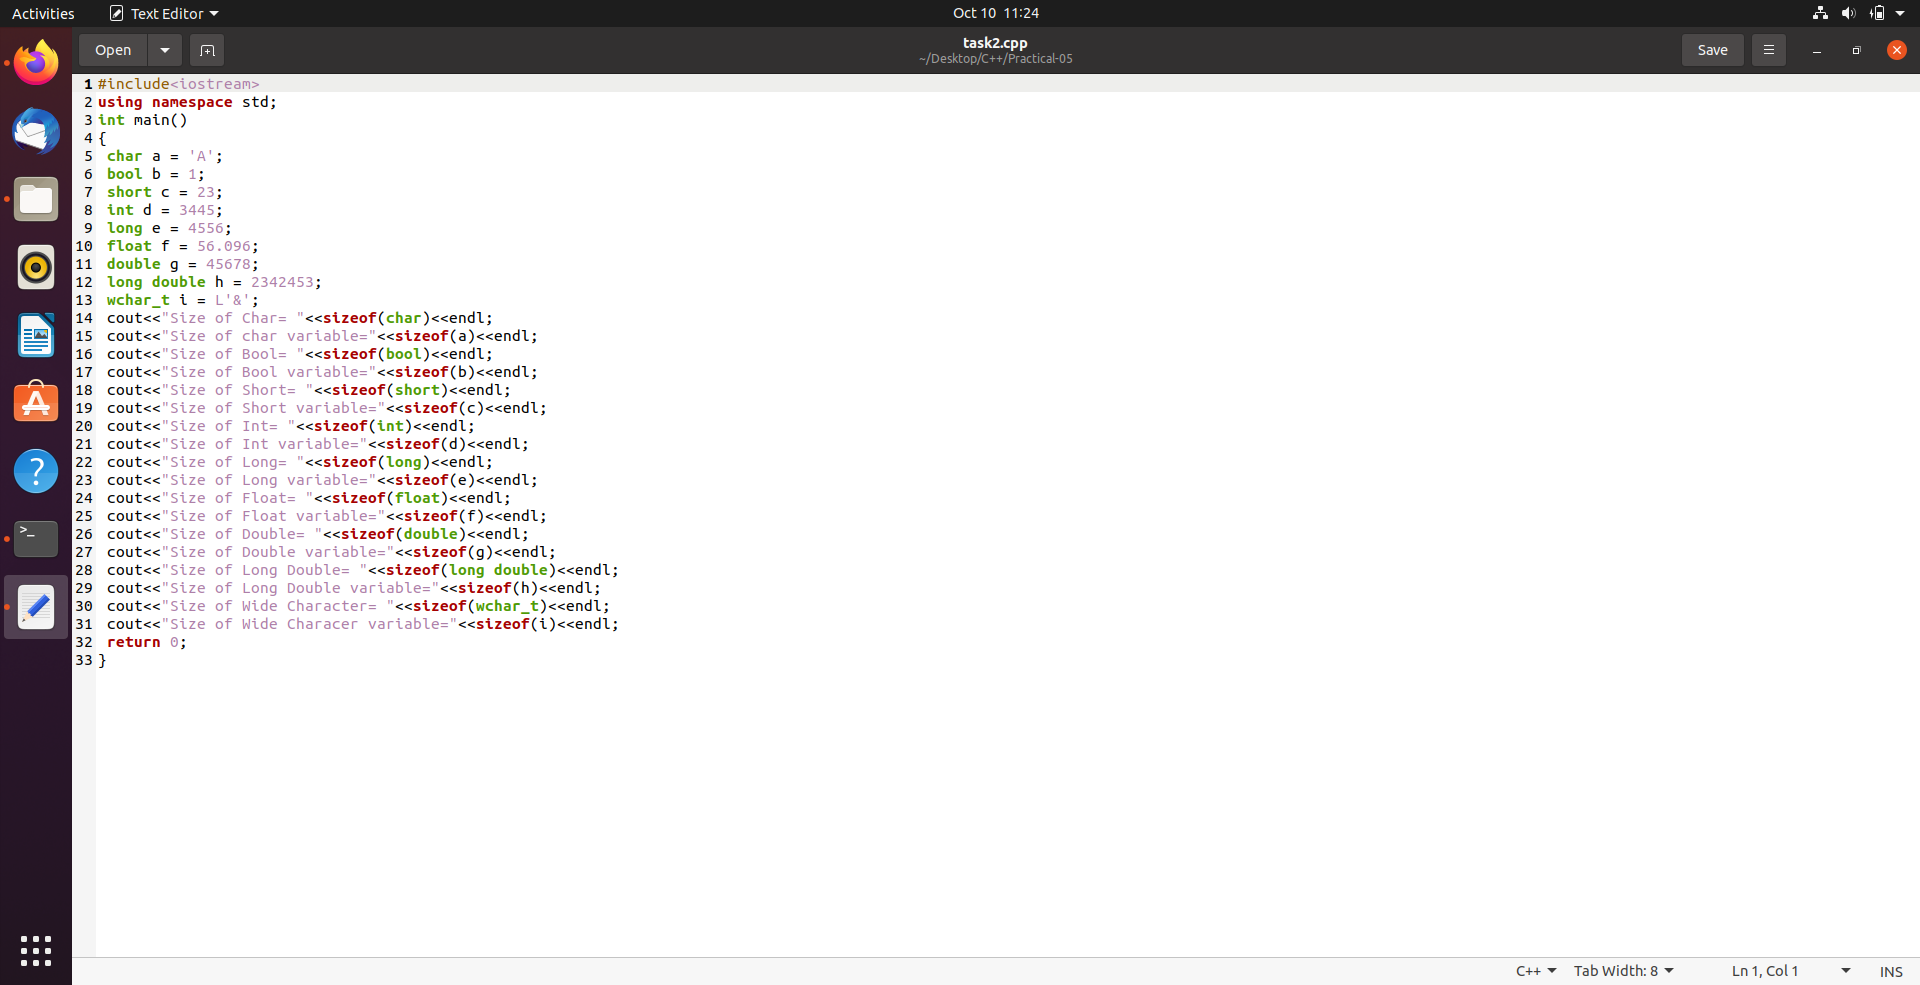 Activities Text Editor Oct 10 11:24
Open task2.cpp Save
~/Desktop/C++/Practical-05
1 #include<iostream>
2 using namespace std;
3 int main()
4 {
5 char a = 'A';
6 bool b = 1;
7 short c = 23;
8 int d = 3445;
9 long e = 4556;
10 float f = 56.096;
11 double g = 45678;
12 long double h = 2342453;
13 wchar_t i = L'&';
14 cout<<"Size of Char= "<<sizeof(char)<<endl;
15 cout<<"Size of char variable="<<sizeof(a)<<endl;
16 cout<<"Size of Bool= "<<sizeof(bool)<<endl;
17 cout<<"Size of Bool variable="<<sizeof(b)<<endl;
18 cout<<"Size of Short= "<<sizeof(short)<<endl;
19 cout<<"Size of Short variable="<<sizeof(c)<<endl;
20 cout<<"Size of Int= "<<sizeof(int)<<endl;
21 cout<<"Size of Int variable="<<sizeof(d)<<endl;
22 cout<<"Size of Long= "<<sizeof(long)<<endl;
23 cout<<"Size of Long variable="<<sizeof(e)<<endl;
24 cout<<"Size of Float= "<<sizeof(float)<<endl;
25 cout<<"Size of Float variable="<<sizeof(f)<<endl;
26 cout<<"Size of Double= "<<sizeof(double)<<endl;
27 cout<<"Size of Double variable="<<sizeof(g)<<endl;
28 cout<<"Size of Long Double= "<<sizeof(long double)<<endl;
29 cout<<"Size of Long Double variable="<<sizeof(h)<<endl;
30 cout<<"Size of Wide Character= "<<sizeof(wchar_t)<<endl;
31 cout<<"Size of Wide Characer variable="<<sizeof(i)<<endl;
32 return 0;
33 }
C++ Tab Width: 8 Ln 1, Col 1 INS